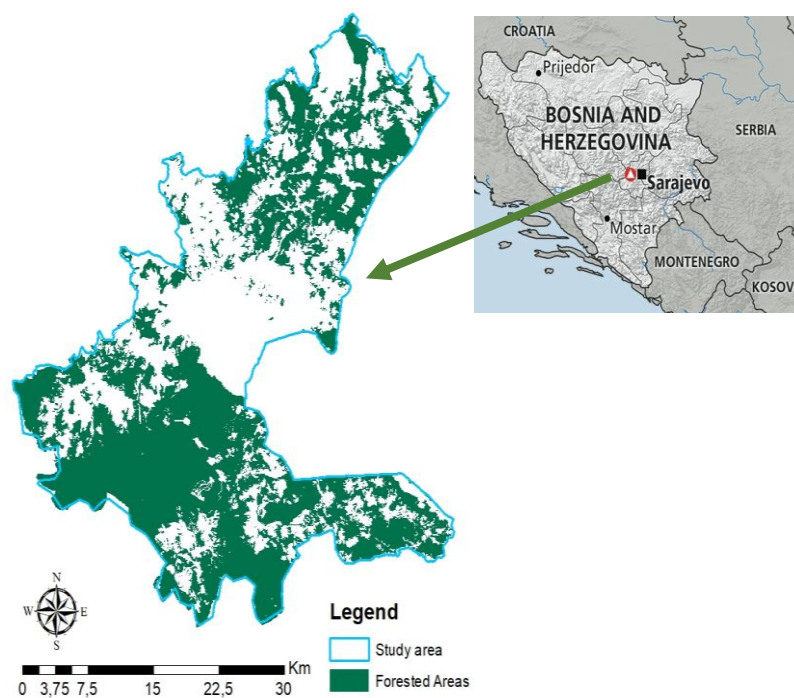 CROATIA
Prijedor
BOSNIA AND
HERZEGOVINA
SERBIA
Sarajevo
Mostar
MONTENEGRO
KOSOV
N
W E
S
Legend
Study area
Forested Areas
Km
0 3,75 7,5 15 22,5 30